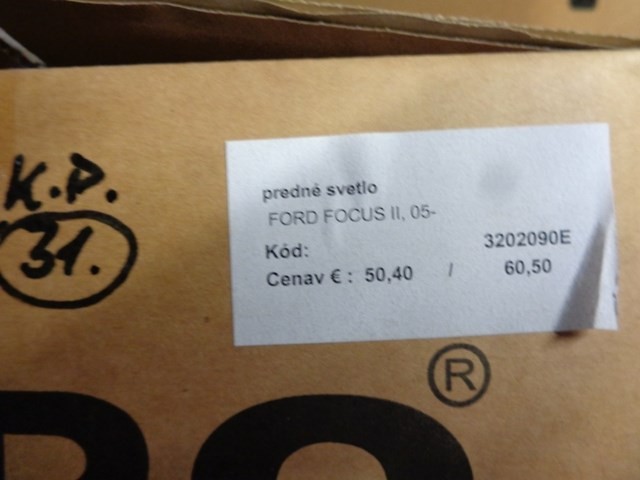 K.P.
31.
predné svetlo
FORD FOCUS II, 05-
Kód: 3202090E
Cenav € : 50,40 / 60,50
®